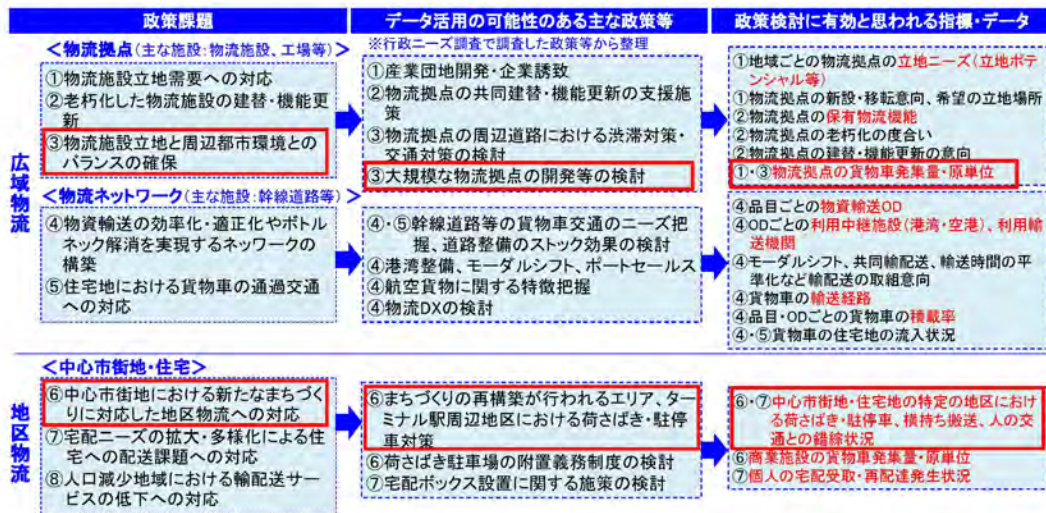 政策課題
データ活用の可能性のある主な政策等
政策検討に有効と思われる指標・データ
広域物流
＜物流拠点(主な施設:物流施設、工場等)＞
①物流施設立地需要への対応
②老朽化した物流施設の建替・機能更
新
③物流施設立地と周辺都市環境との
バランスの確保
※行政ニーズ調査で調査した政策等から整理
①産業団地開発・企業誘致
②物流拠点の共同建替・機能更新の支援施
策
③物流拠点の周辺道路における渋滞対策・
交通対策の検討
③大規模な物流拠点の開発等の検討
①地域ごとの物流拠点の立地ニーズ(立地ポテ
ンシャル等)
①物流拠点の新設・移転意向、希望の立地場所
②物流拠点の保有物流機能
②物流拠点の老朽化の度合い
②物流拠点の建替・機能更新の意向
①・③物流拠点の貨物車発集量・原単位
＜物流ネットワーク(主な施設:幹線道路等)＞
④物資輸送の効率化・適正化やボトル
ネック解消を実現するネッワークの
構築
⑤住宅地における貨物車の通過交通
への対応
④・⑤幹線道路等の貨物車交通のニーズ把
握、道路整備のストック効果の検討
④港湾整備、モーダルシフト、ポートセールス
④航空貨物に関する特徴把握
④物流DXの検討
④品目ごとの物資輸送OD
④ODごとの利用中継施設(港湾・空港)、利用輸
送機関
④モーダルシフト、共同輸配送、輸送時間の平
準化など輸配送の取組意向
④貨物車の輸送経路
④品目・ODごとの貨物車の積載率
④・⑤貨物車の住宅地の流入状況
地区物流
＜中心市街地・住宅＞
⑥中心市街地における新たなまちづく
りに対応した地区物流への対応
⑦宅配ニーズの拡大・多様化による住
宅への配送課題への対応
⑧人口減少地域における輸配送サー
ビスの低下への対応
⑥まちづくりの再構築が行われるエリア、ター
ミナル駅周辺地区における荷さばき・駐停
車対策
⑥荷さばき駐車場の附置義務制度の検討
⑦宅配ボックス設置に関する施策の検討
⑥・⑦中心市街地・住宅地の特定の地区におけ
る荷さばき・駐停車、横持ち搬送、人の交
通との錯綜状況
⑥商業施設の貨物車発集量・原単位
⑦個人の宅配受取・再配達発生状況